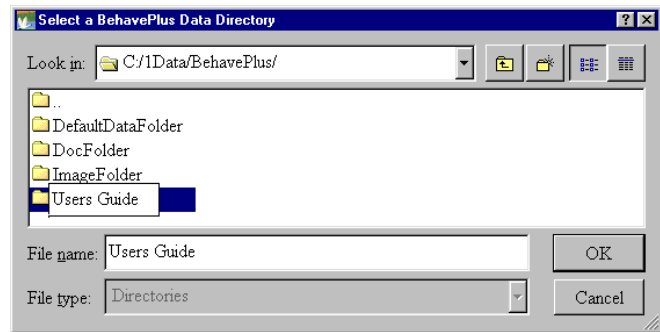 Select a BehavePlus Data Directory
Look in: C:/1Data/BehavePlus/
..
DefaultDataFolder
DocFolder
ImageFolder
Users Guide
File name: Users Guide OK
File type: Directories Cancel